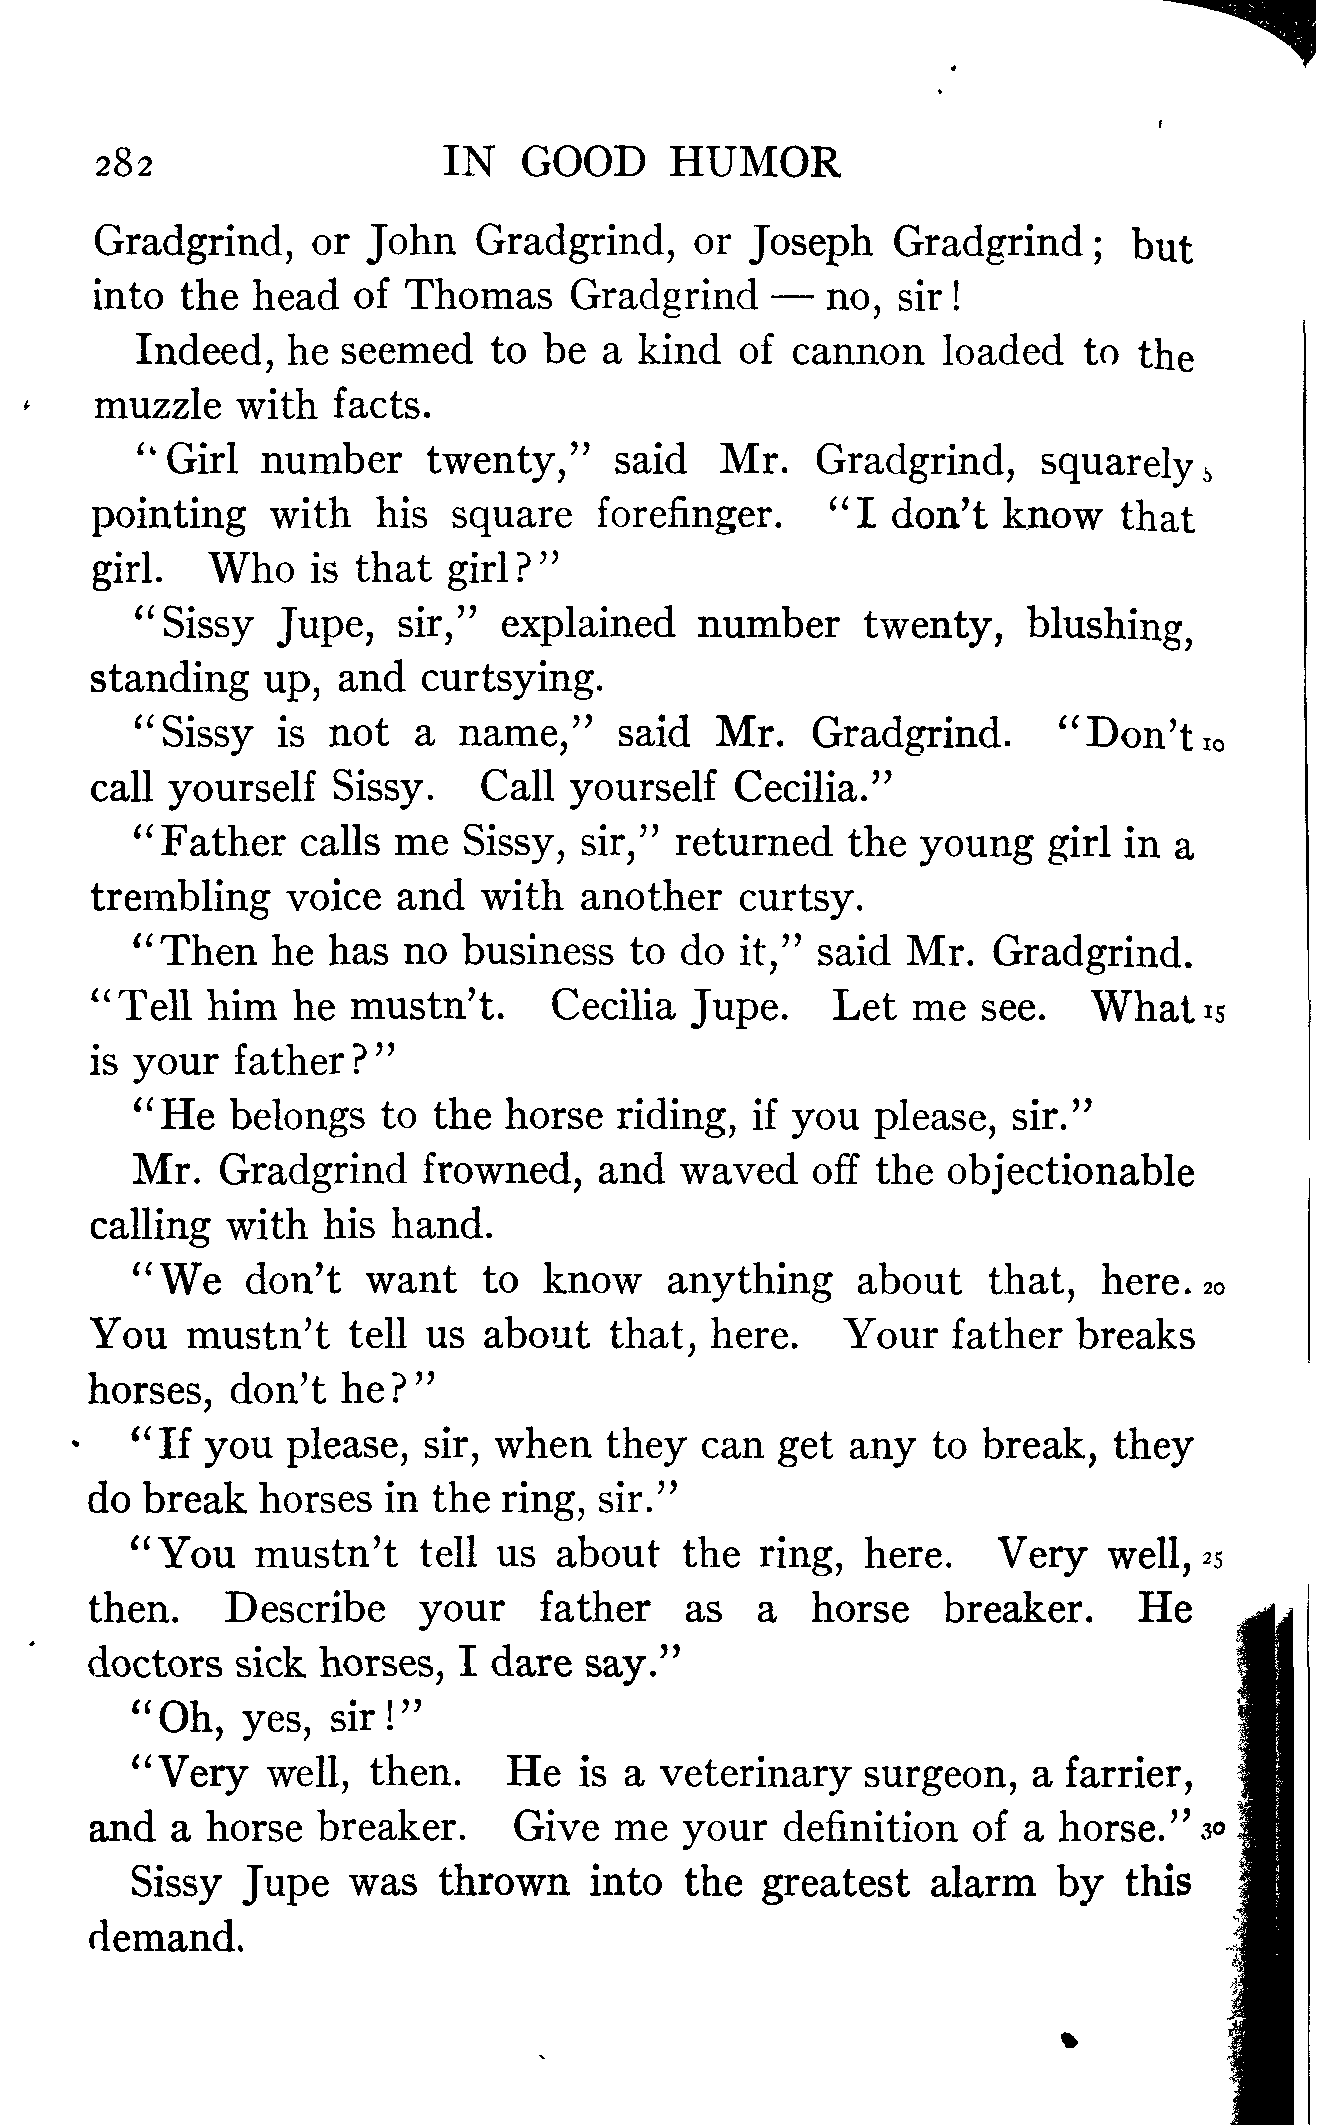 282 IN GOOD HUMOR
Gradgrind, or John Gradgrind, or Joseph Gradgrind; but
into the head of Thomas Gradgrind — no, sir!
Indeed, he seemed to be a kind of cannon loaded to the
muzzle with facts.
"Girl number twenty," said Mr. Gradgrind, squarely 5
pointing with his square forefinger. "I don't know that
girl. Who is that girl?"
"Sissy Jupe, sir," explained number twenty, blushing,
standing up, and curtsying.
"Sissy is not a name," said Mr. Gradgrind. "Don't 10
call yourself Sissy. Call yourself Cecilia."
"Father calls me Sissy, sir," returned the young girl in a
trembling voice and with another curtsy.
"Then he has no business to do it," said Mr. Gradgrind.
"Tell him he mustn't. Cecilia Jupe. Let me see. What 15
is your father?"
"He belongs to the horse riding, if you please, sir."
Mr. Gradgrind frowned, and waved off the objectionable
calling with his hand.
"We don't want to know anything about that, here. 20
You mustn't tell us about that, here. Your father breaks
horses, don't he?"
"If you please, sir, when they can get any to break, they
do break horses in the ring, sir."
"You mustn't tell us about the ring, here. Very well, 25
then. Describe your father as a horse breaker. He
doctors sick horses, I dare say."
"Oh, yes, sir!"
"Very well, then. He is a veterinary surgeon, a farrier,
and a horse breaker. Give me your definition of a horse." 30
Sissy Jupe was thrown into the greatest alarm by this
demand.